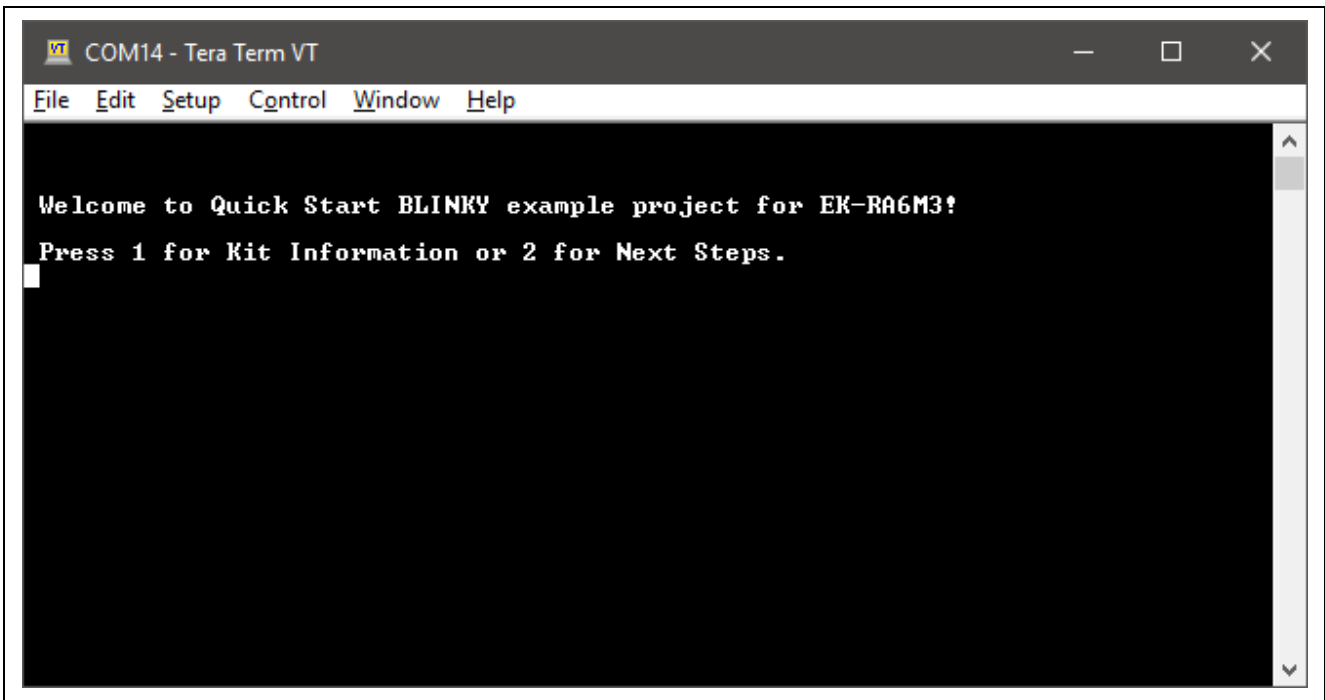 COM14 - Tera Term VT
File Edit Setup Control Window Help
Welcome to Quick Start BLINKY example project for EK-RA6M3!
Press 1 for Kit Information or 2 for Next Steps.